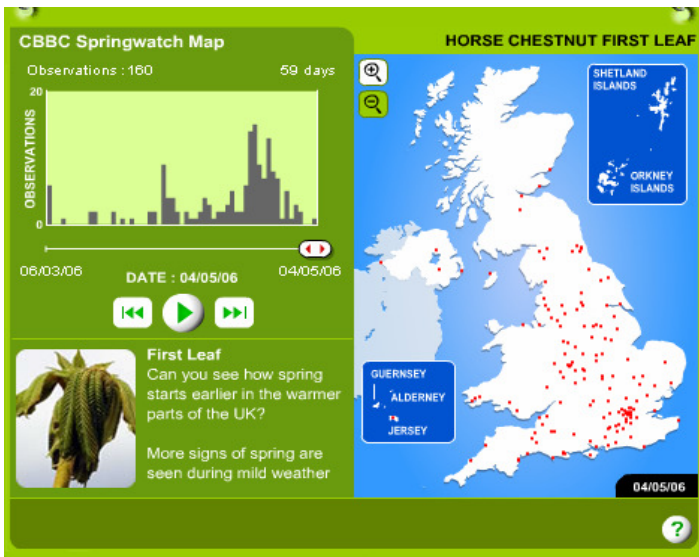 CBBC Springwatch Map
HORSE CHESTNUT FIRST LEAF
Observations :160
59 days
20
OBSERVATIONS
0
06/03/06
04/05/06
DATE : 04/05/06
First Leaf
Can you see how spring
starts earlier in the warmer
parts of the UK?
More signs of spring are
seen during mild weather
SHETLAND
ISLANDS
ORKNEY
ISLANDS
GUERNSEY
ALDERNEY
JERSEY
04/05/06
?